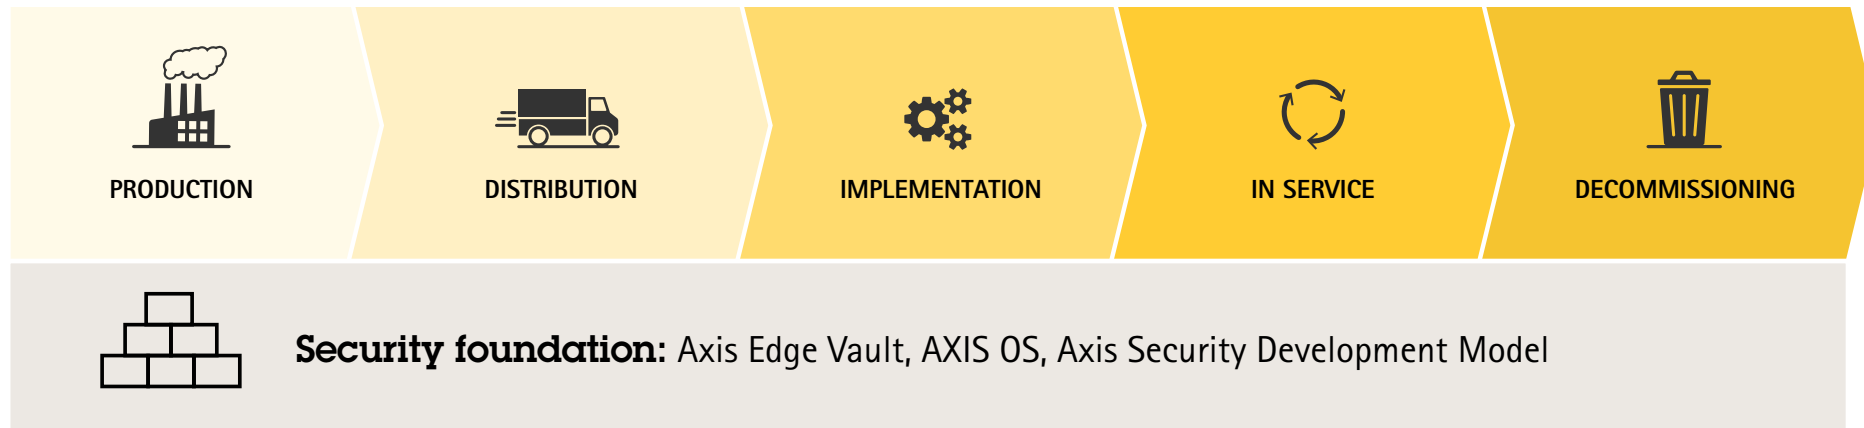 PRODUCTION
DISTRIBUTION
IMPLEMENTATION
IN SERVICE
DECOMMISSIONING
Security foundation: Axis Edge Vault, AXIS OS, Axis Security Development Model